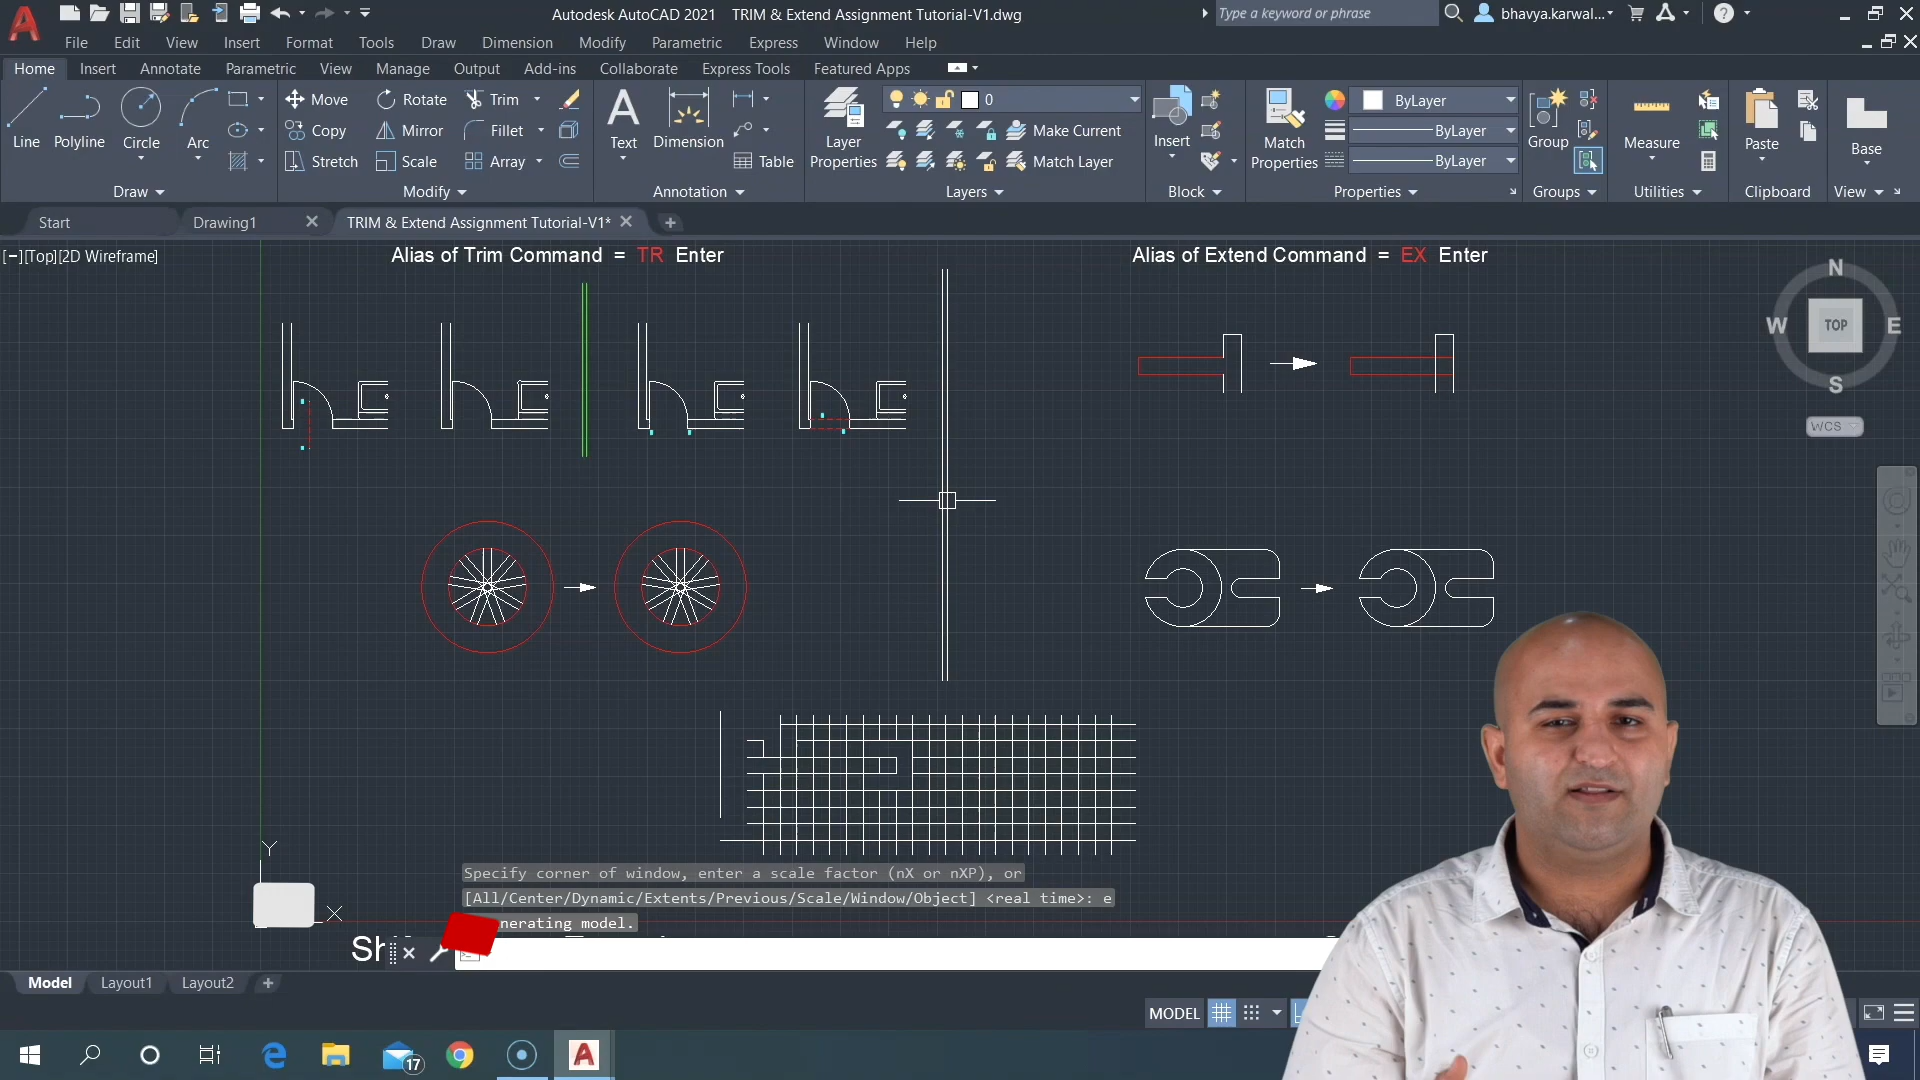 Autodesk AutoCAD 2021 TRIM & Extend Assignment Tutorial-V1.dwg
Type a keyword or phrase
bhavya.karwal...
File Edit View Insert Format Tools Draw Dimension Modify Parametric Express Window Help
Home Insert Annotate Parametric View Manage Output Add-ins Collaborate Express Tools Featured Apps
Line Polyline Circle Arc
Move Rotate Trim
Copy Mirror Fillet
Stretch Scale Array
Text Dimension Table
Layer Properties
0
Make Current
Match Layer
Insert
Match Properties
ByLayer
ByLayer
ByLayer
Group
Measure
Paste
Base
Draw Modify Annotation Layers Block Properties Groups Utilities Clipboard View
Start Drawing1 TRIM & Extend Assignment Tutorial-V1*
[−][Top][2D Wireframe]
Alias of Trim Command = TR Enter
Alias of Extend Command = EX Enter
N
W TOP E
S
WCS
Y
X
Specify corner of window, enter a scale factor (nX or nXP), or
[All/Center/Dynamic/Extents/Previous/Scale/Window/Object] <real time>: e
nerating model.
Model Layout1 Layout2
MODEL
17